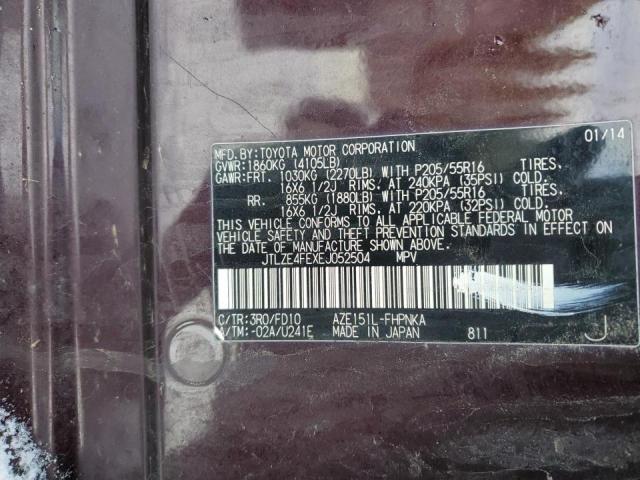 MFD. BY: TOYOTA MOTOR CORPORATION 01/14
GVWR: 1860KG (4105LB)
GAWR: FRT. 1030KG (2270LB) WITH P205/55R16 TIRES,
16X6 1/2J RIMS, AT 240KPA (35PSI) COLD.
RR. 855KG (1880LB) WITH P205/55R16 TIRES,
16X6 1/2J RIMS, AT 220KPA (32PSI) COLD.
THIS VEHICLE CONFORMS TO ALL APPLICABLE FEDERAL MOTOR
VEHICLE SAFETY AND THEFT PREVENTION STANDARDS IN EFFECT ON
THE DATE OF MANUFACTURE SHOWN ABOVE.
JTLZE4FEXEJ052504 MPV
C/TR: 3R0/FD10 AZE151L-FHPNKA
A/TM: -02A/U241E MADE IN JAPAN 811 J